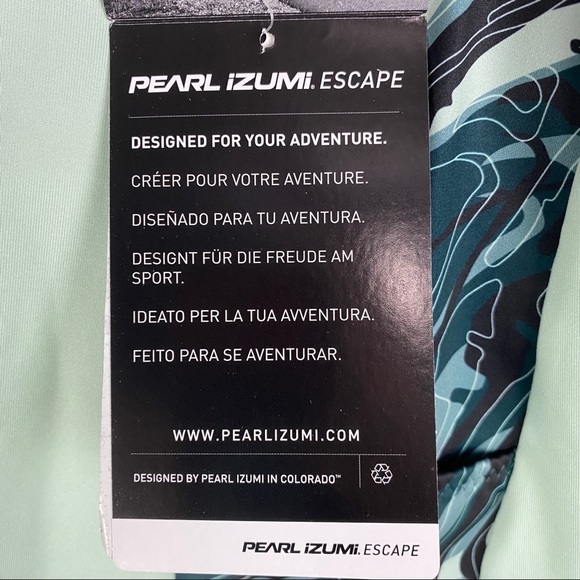 PEARL iZUMi. ESCAPE
DESIGNED FOR YOUR ADVENTURE.
CRÉER POUR VOTRE AVENTURE.
DISEÑADO PARA TU AVENTURA.
DESIGNT FÜR DIE FREUDE AM
SPORT.
IDEATO PER LA TUA AVVENTURA.
FEITO PARA SE AVENTURAR.
WWW.PEARLIZUMI.COM
DESIGNED BY PEARL IZUMI IN COLORADO™
PEARL iZUMi. ESCAPE